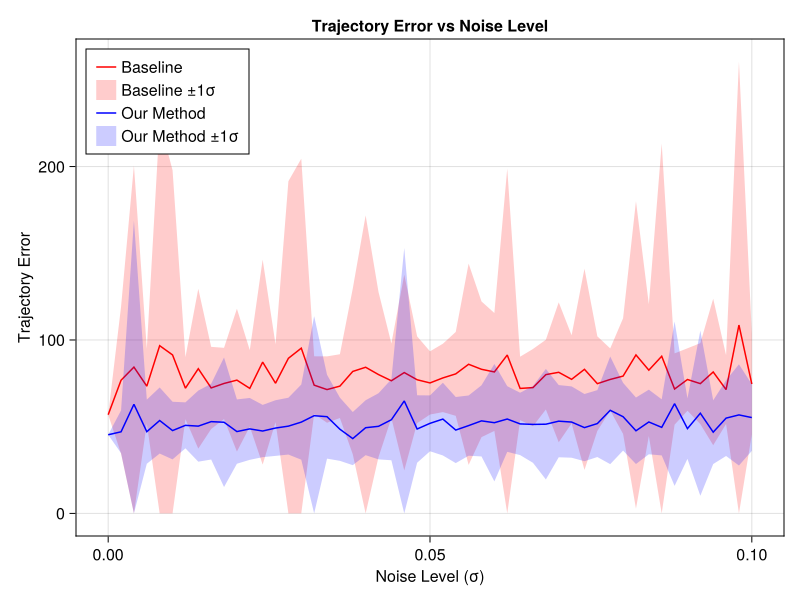 Trajectory Error vs Noise Level
Baseline
Baseline ±1σ
Our Method
Our Method ±1σ
200
100
0
Trajectory Error
0.00
0.05
0.10
Noise Level (σ)